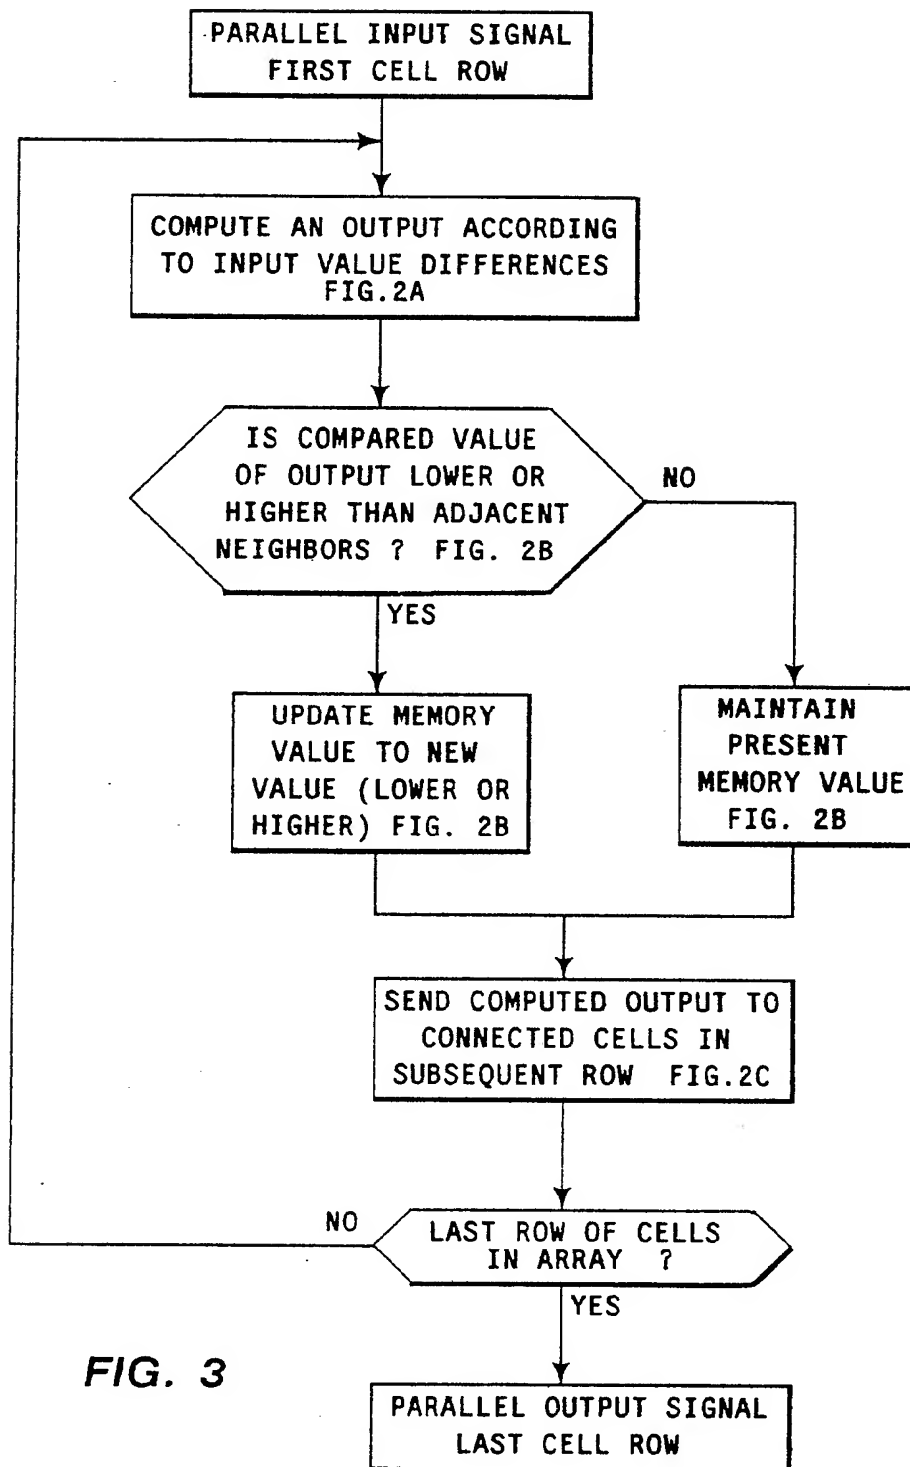 PARALLEL INPUT SIGNAL
FIRST CELL ROW
COMPUTE AN OUTPUT ACCORDING
TO INPUT VALUE DIFFERENCES
FIG.2A
IS COMPARED VALUE
OF OUTPUT LOWER OR
HIGHER THAN ADJACENT
NEIGHBORS ? FIG. 2B
NO
YES
UPDATE MEMORY
VALUE TO NEW
VALUE (LOWER OR
HIGHER) FIG. 2B
MAINTAIN
PRESENT
MEMORY VALUE
FIG. 2B
SEND COMPUTED OUTPUT TO
CONNECTED CELLS IN
SUBSEQUENT ROW FIG.2C
NO
LAST ROW OF CELLS
IN ARRAY ?
YES
FIG. 3
PARALLEL OUTPUT SIGNAL
LAST CELL ROW